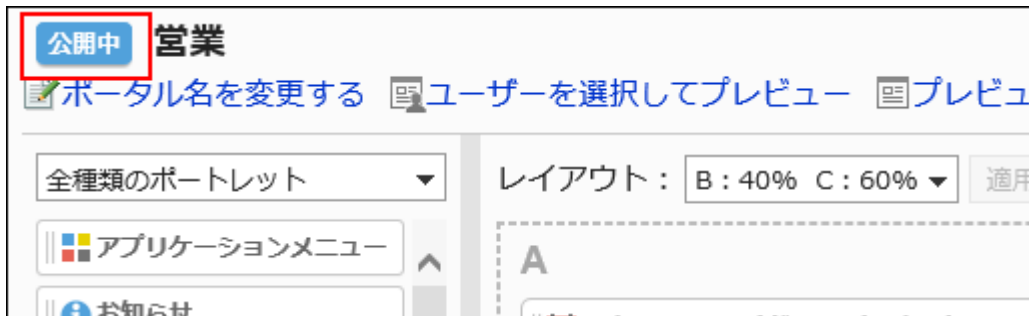 公開中 営業
ポータル名を変更する ユーザーを選択してプレビュー プレビュ
全種類のポートレット レイアウト： B : 40% C : 60% 適用
アプリケーションメニュー A
お知らせ